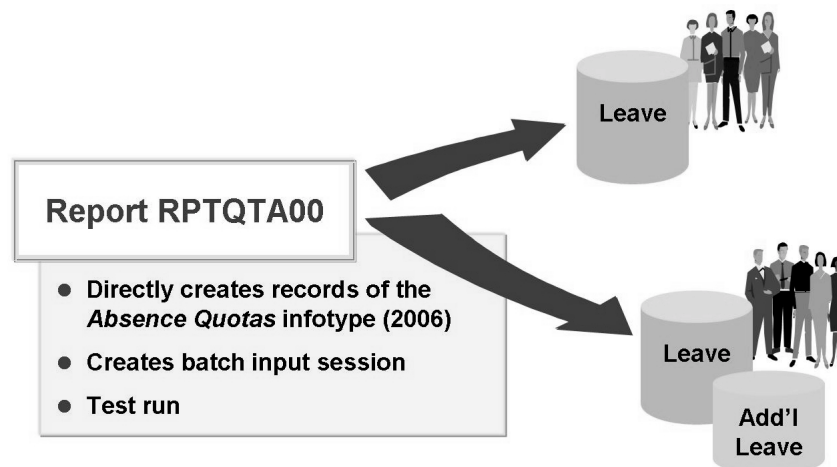 Leave
Report RPTQTA00
● Directly creates records of the
Absence Quotas infotype (2006)
● Creates batch input session
● Test run
Leave
Add'l
Leave